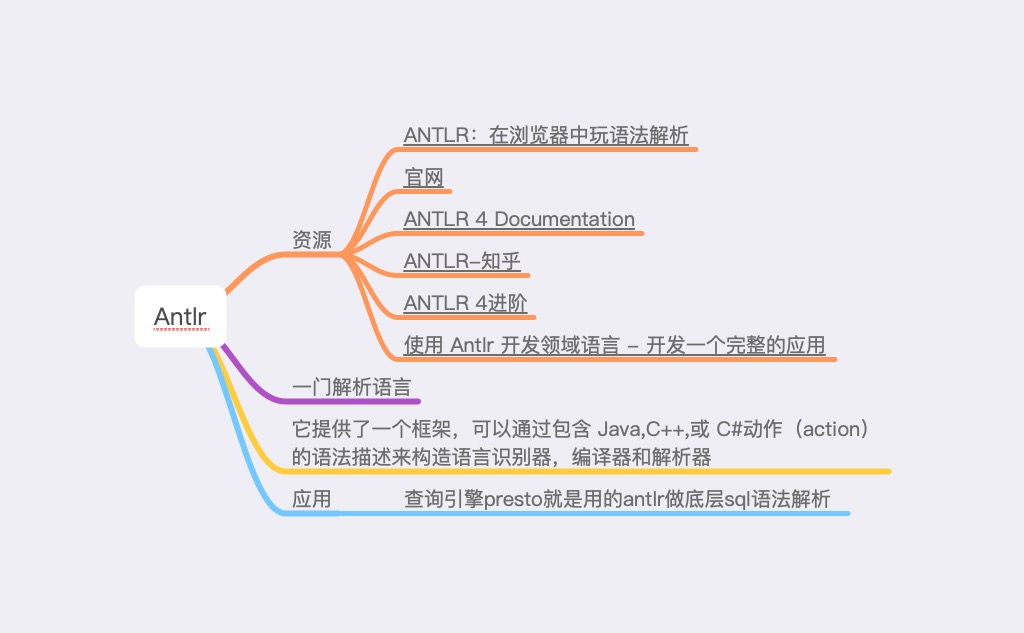 Antlr
资源
ANTLR：在浏览器中玩语法解析
官网
ANTLR 4 Documentation
ANTLR-知乎
ANTLR 4进阶
使用 Antlr 开发领域语言 - 开发一个完整的应用
一门解析语言
它提供了一个框架，可以通过包含 Java,C++,或 C#动作（action）
的语法描述来构造语言识别器，编译器和解析器
应用
查询引擎presto就是用的antlr做底层sql语法解析